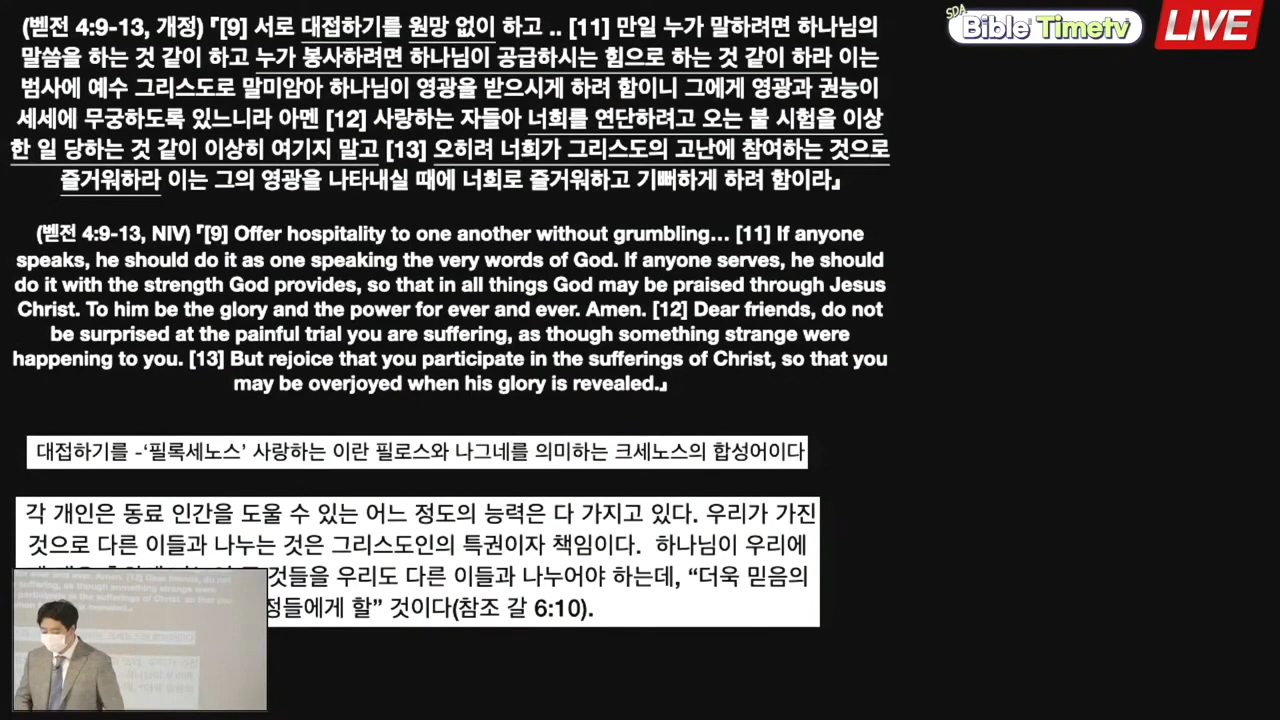 SDA
Bible Timetv
LIVE
(벧전 4:9-13, 개정) 『[9] 서로 대접하기를 원망 없이 하고 .. [11] 만일 누가 말하려면 하나님의
말씀을 하는 것 같이 하고 누가 봉사하려면 하나님이 공급하시는 힘으로 하는 것 같이 하라 이는
범사에 예수 그리스도로 말미암아 하나님이 영광을 받으시게 하려 함이니 그에게 영광과 권능이
세세에 무궁하도록 있느니라 아멘 [12] 사랑하는 자들아 너희를 연단하려고 오는 불 시험을 이상
한 일 당하는 것 같이 이상히 여기지 말고 [13] 오히려 너희가 그리스도의 고난에 참여하는 것으로
즐거워하라 이는 그의 영광을 나타내실 때에 너희로 즐거워하고 기뻐하게 하려 함이라』
(벧전 4:9-13, NIV) 『[9] Offer hospitality to one another without grumbling... [11] If anyone
speaks, he should do it as one speaking the very words of God. If anyone serves, he should
do it with the strength God provides, so that in all things God may be praised through Jesus
Christ. To him be the glory and the power for ever and ever. Amen. [12] Dear friends, do not
be surprised at the painful trial you are suffering, as though something strange were
happening to you. [13] But rejoice that you participate in the sufferings of Christ, so that you
may be overjoyed when his glory is revealed.』
대접하기를 -‘필록세노스’ 사랑하는 이란 필로스와 나그네를 의미하는 크세노스의 합성어이다
각 개인은 동료 인간을 도울 수 있는 어느 정도의 능력은 다 가지고 있다. 우리가 가진
것으로 다른 이들과 나누는 것은 그리스도인의 특권이자 책임이다. 하나님이 우리에
것들을 우리도 다른 이들과 나누어야 하는데, “더욱 믿음의
정들에게 할” 것이다(참조 갈 6:10).